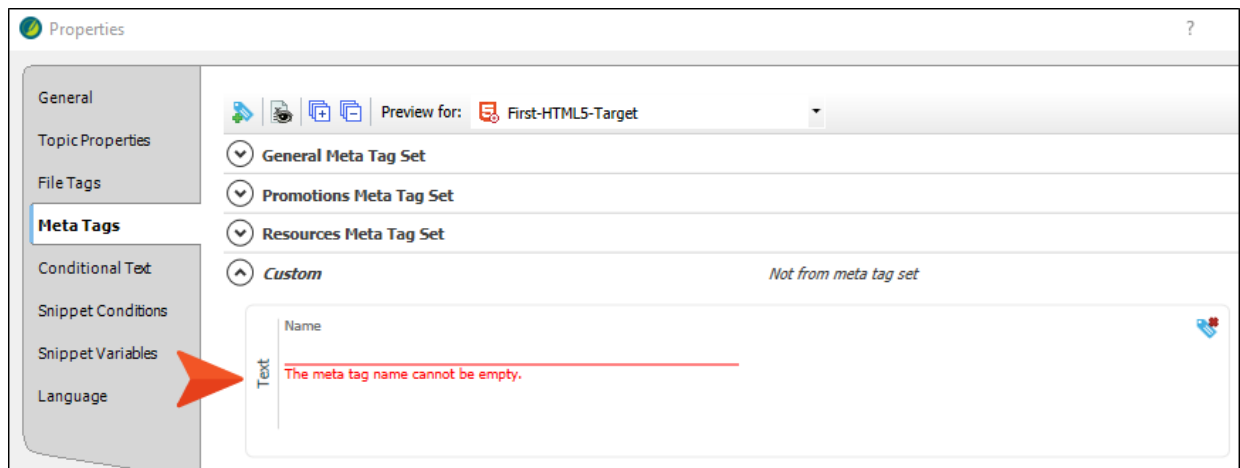 Properties
?
General
Topic Properties
File Tags
Meta Tags
Conditional Text
Snippet Conditions
Snippet Variables
Language
Preview for: First-HTML5-Target
General Meta Tag Set
Promotions Meta Tag Set
Resources Meta Tag Set
Custom Not from meta tag set
Name
Text
The meta tag name cannot be empty.